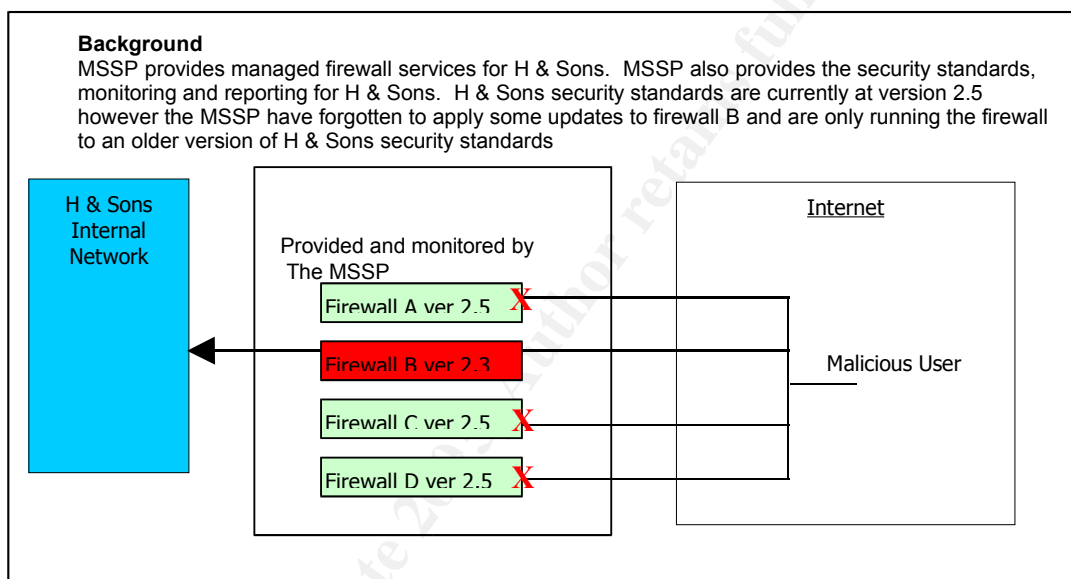 Background
MSSP provides managed firewall services for H & Sons.  MSSP also provides the security standards,
monitoring and reporting for H & Sons.  H & Sons security standards are currently at version 2.5
however the MSSP have forgotten to apply some updates to firewall B and are only running the firewall
to an older version of H & Sons security standards
H & Sons
Internal
Network
Provided and monitored by
The MSSP
Firewall A ver 2.5
X
Firewall B ver 2.3
Firewall C ver 2.5
X
Firewall D ver 2.5
X
Internet
Malicious User
Author retains full